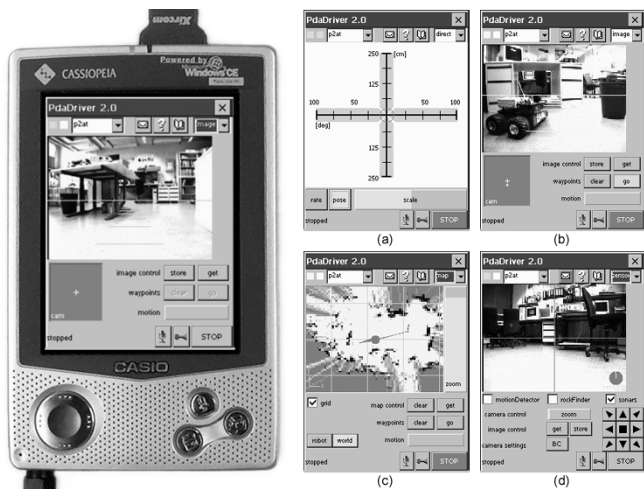 Xircom
CASSIOPEIA
Powered by
Microsoft
Windows CE
PdaDriver 2.0
p2at
image
image control store get
waypoints clear go
cam
motion
stopped
STOP
CASIO
PdaDriver 2.0
p2at
direct
250 [cm]
125
100 50 50 100
[deg]
125
250
rate pose scale
stopped
STOP
(a)
PdaDriver 2.0
p2at
image
image control store get
waypoints clear go
cam
motion
stopped
STOP
(b)
PdaDriver 2.0
p2at
map
zoom
grid
map control clear get
waypoints clear go
robot world
motion
stopped
STOP
(c)
PdaDriver 2.0
p2at
motionDetector rockFinder sonars
camera control zoom
image control get store
camera settings BC
stopped
STOP
(d)